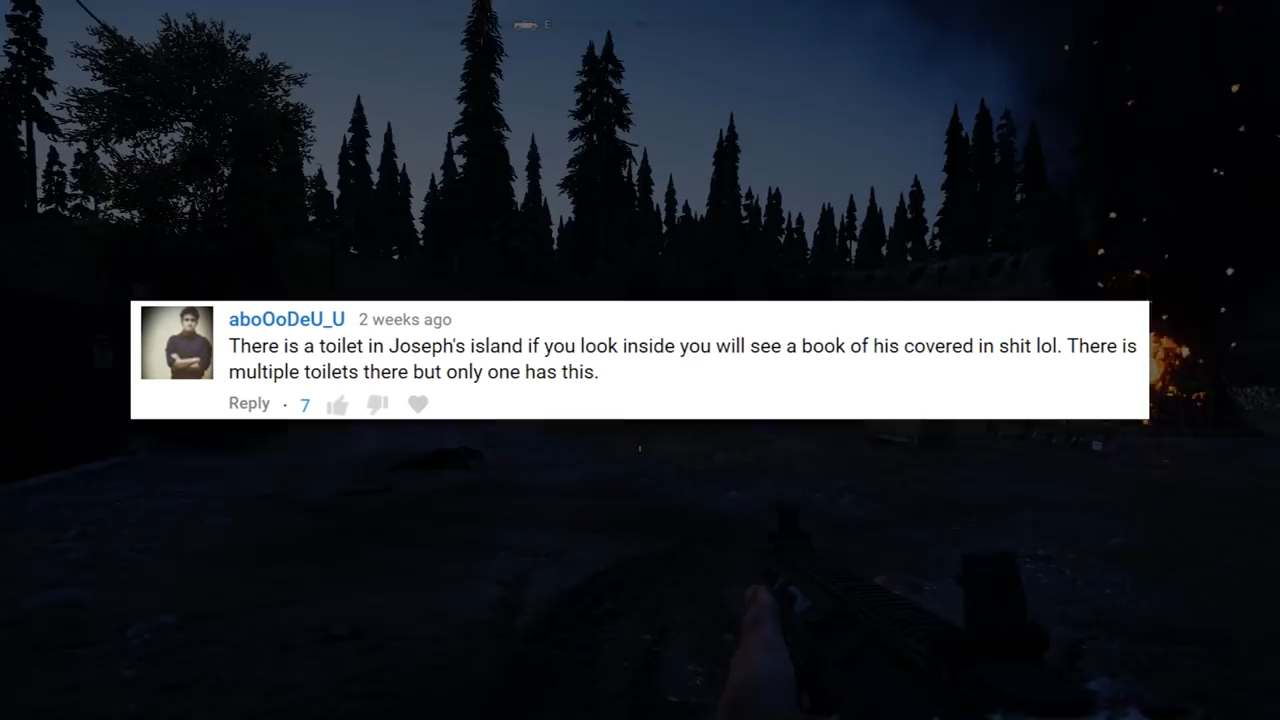 E
aboOoDeU_U 2 weeks ago
There is a toilet in Joseph's island if you look inside you will see a book of his covered in shit lol. There is
multiple toilets there but only one has this.
Reply · 7